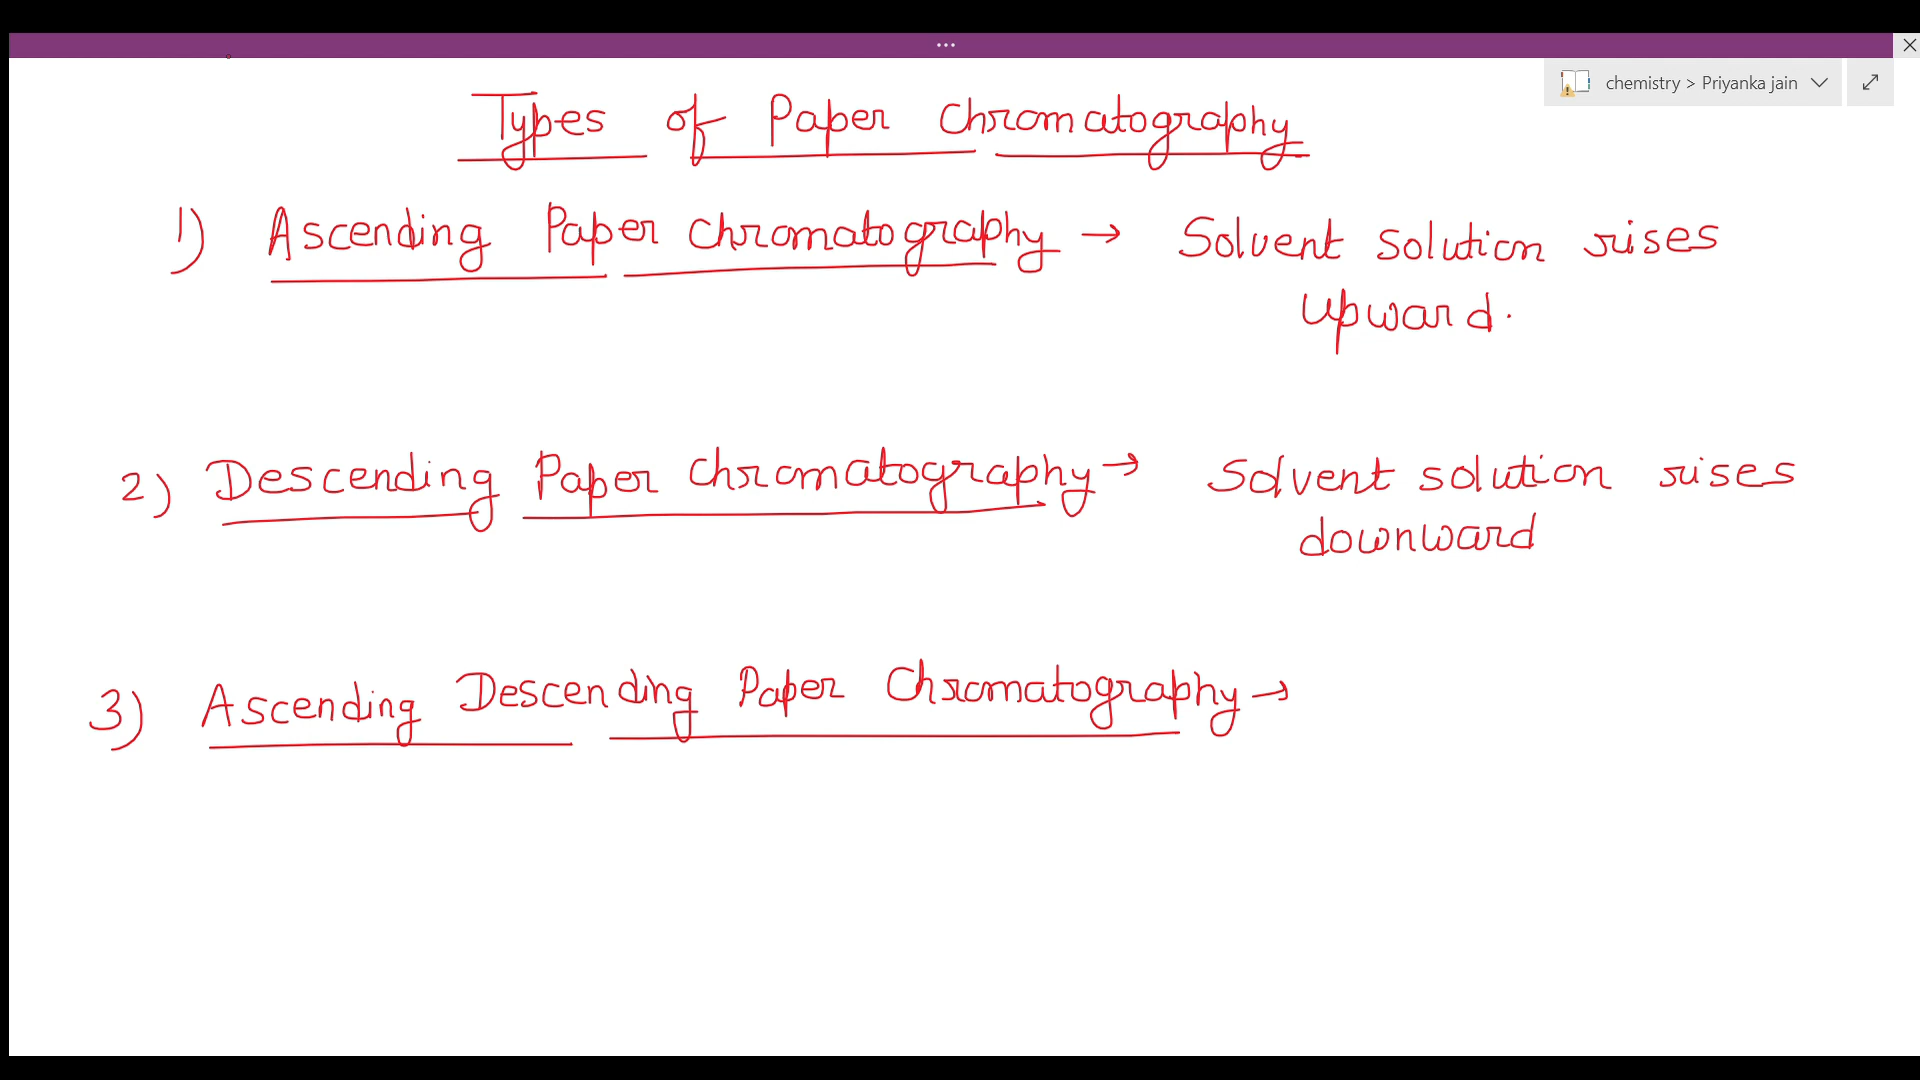 ...
chemistry > Priyanka jain
Types of Paper Chromatography
1) Ascending Paper chromatography → Solvent solution rises
upward.
2) Descending Paper chromatography → Solvent solution rises
downward
3) Ascending Descending Paper Chromatography →